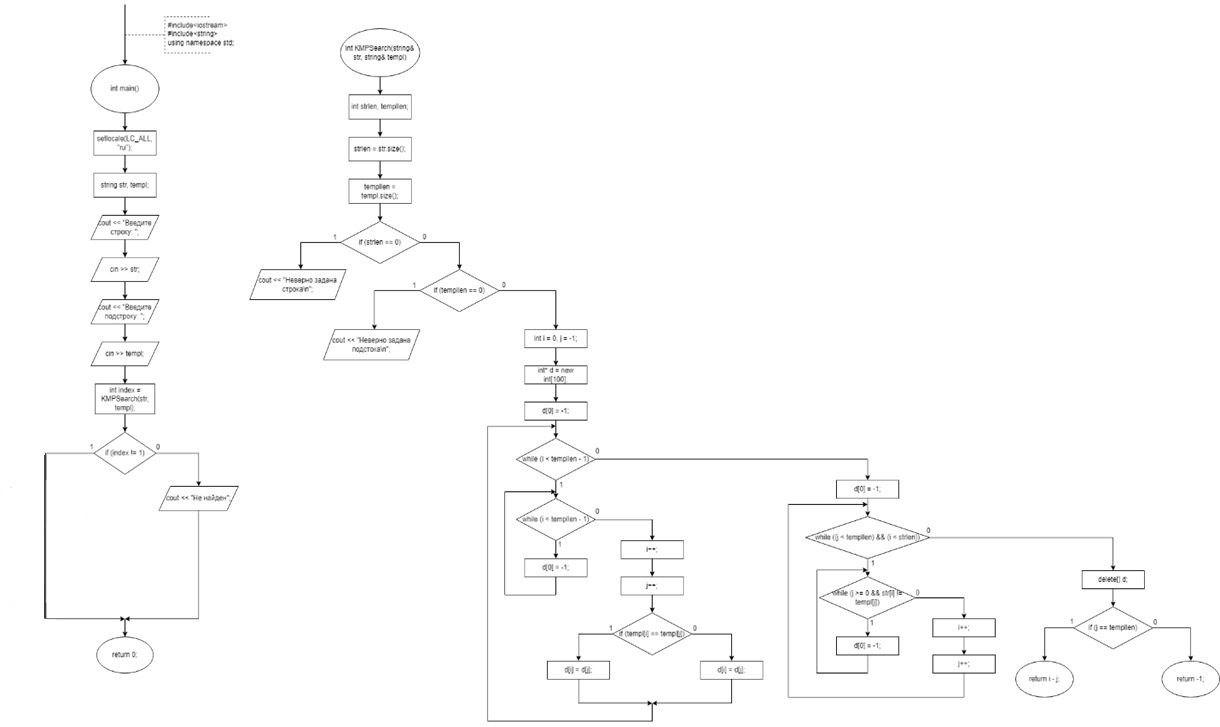 #include<iostream>
#include<string>
using namespace std;
int main()
setlocale(LC_ALL,
"ru");
string str, templ;
cout << "Введите
строку: ";
cin >> str;
cout << "Введите
подстроку: ";
cin >> templ;
int index =
KMPSearch(str,
templ);
1
if (index != 1)
0
cout << "Не найден";
return 0;
int KMPSearch(string&
str, string& templ)
int strlen, templlen;
strlen = str.size();
templlen =
templ.size();
1
if (strlen == 0)
0
cout << "Неверно задана
строка\n";
1
if (templlen == 0)
0
cout << "Неверно задана
подстока\n";
int i = 0, j = -1;
int* d = new
int[100]
d[0] = -1;
while (i < templlen - 1)
0
1
while (i < templlen - 1)
0
1
d[0] = -1;
i++;
j++;
1
if (templ[i] == templ[j])
0
d[i] = d[j];
d[i] = d[j];
d[0] = -1;
while ((j < templlen) && (i < strlen))
0
1
while (j >= 0 && str[i] !=
templ[j])
0
1
d[0] = -1;
i++;
j++;
delete[] d;
1
if (j == templlen)
0
return i - j;
return -1;